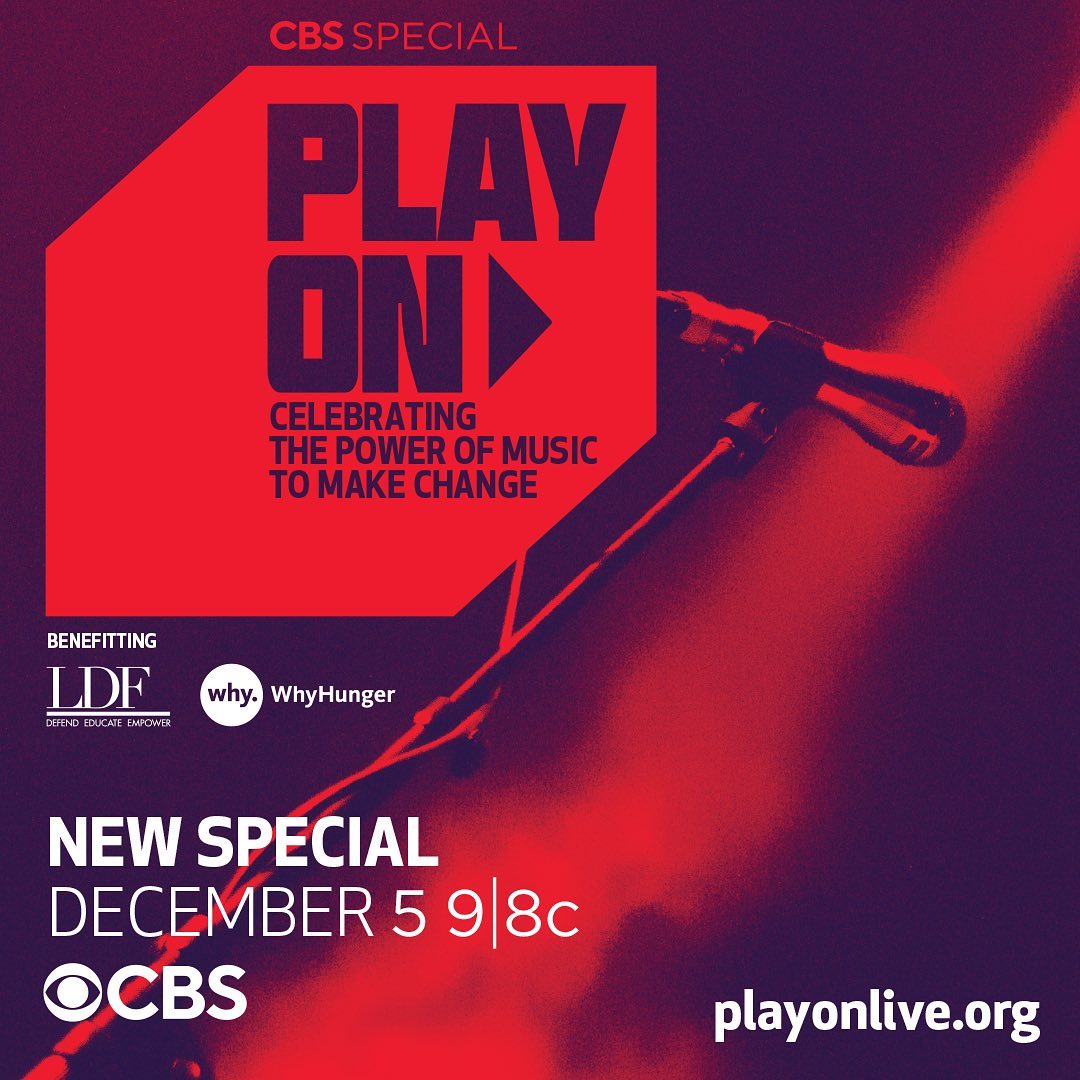 CBS SPECIAL
PLAY
ON
CELEBRATING
THE POWER OF MUSIC
TO MAKE CHANGE
BENEFITTING
LDF
DEFEND EDUCATE EMPOWER
why. WhyHunger
NEW SPECIAL
DECEMBER 5 9|8c
CBS
playonlive.org